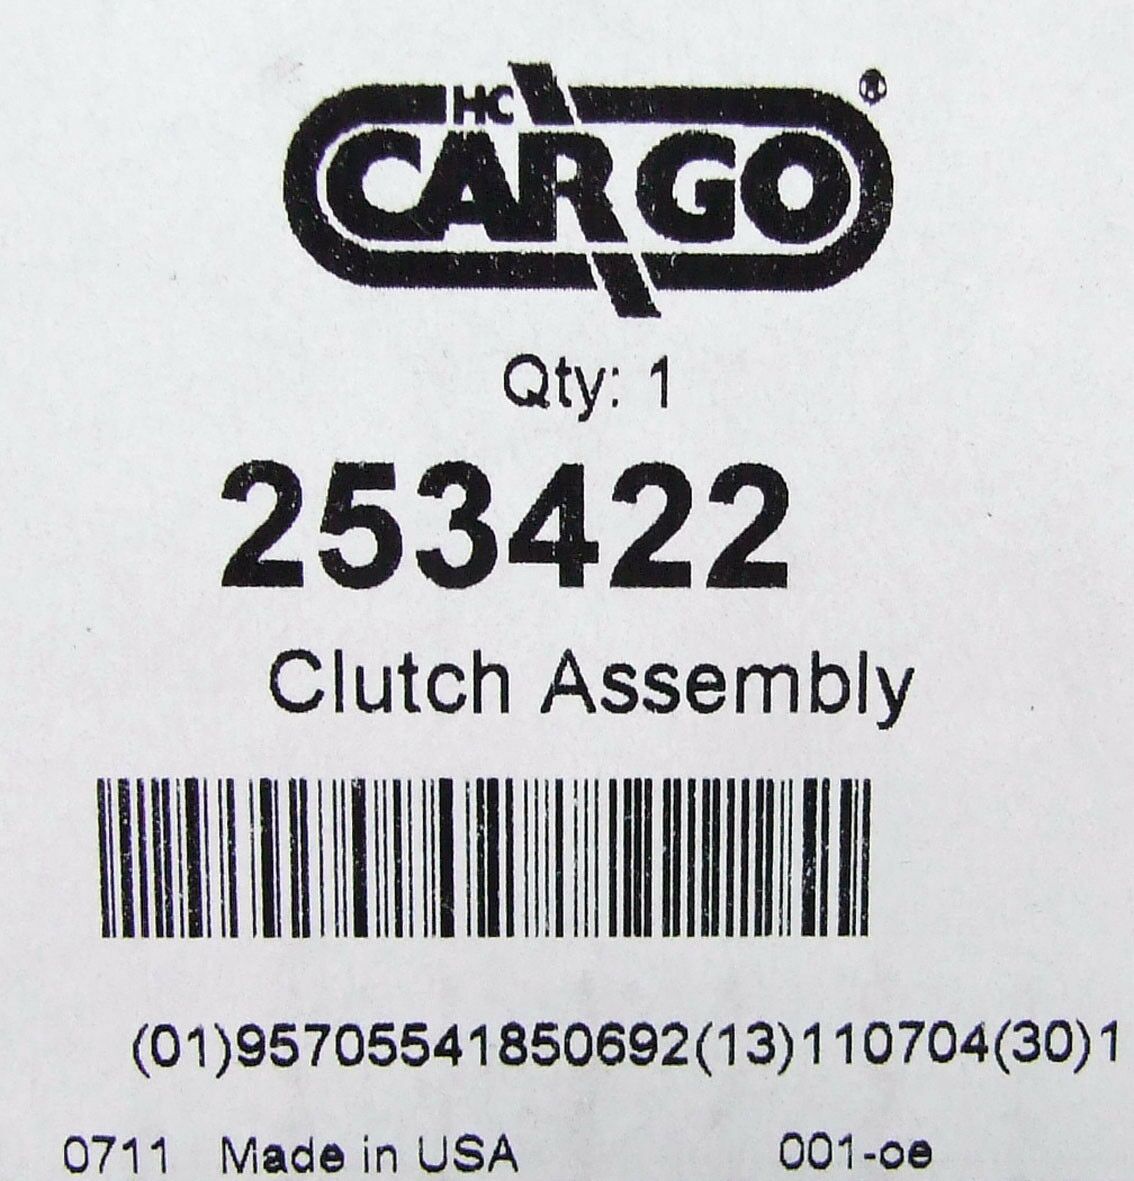 HC
CARGO®
Qty: 1
253422
Clutch Assembly
(01)95705541850692(13)110704(30)1
0711 Made in USA 001-oe